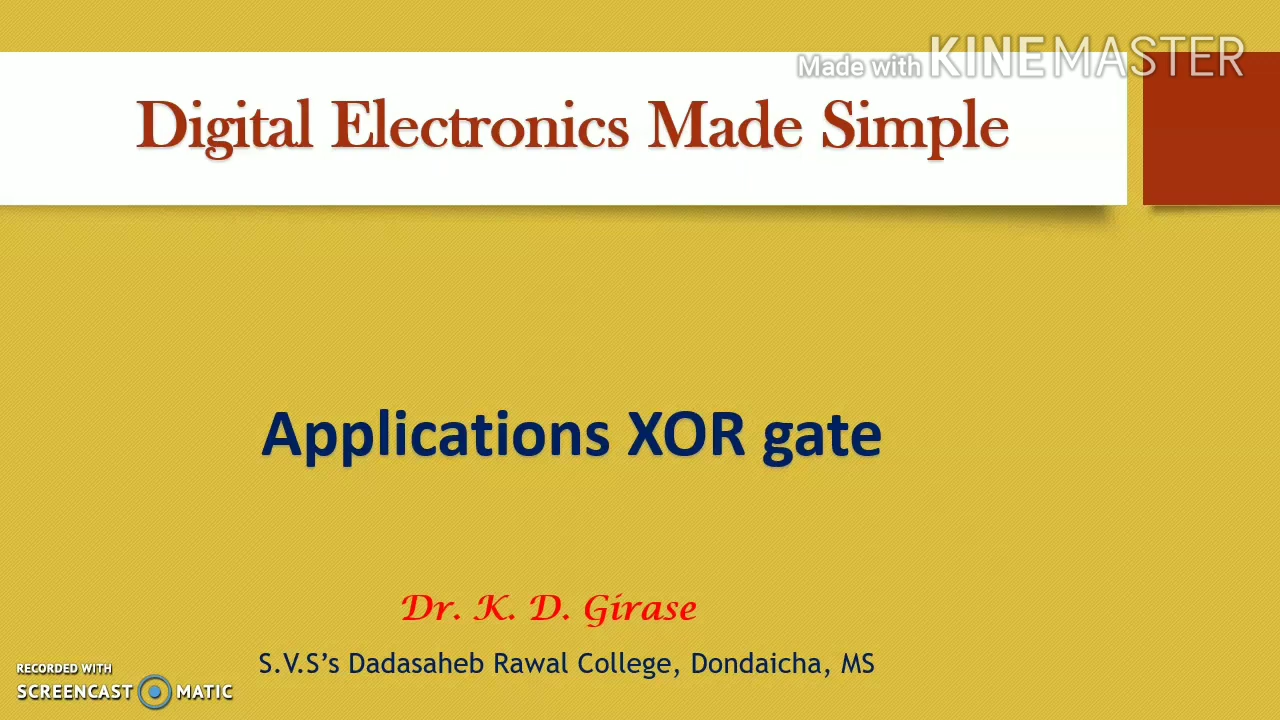 Made with KINEMASTER
Digital Electronics Made Simple
Applications XOR gate
Dr. K. D. Girase
S.V.S's Dadasaheb Rawal College, Dondaicha, MS
RECORDED WITH
SCREENCAST MATIC